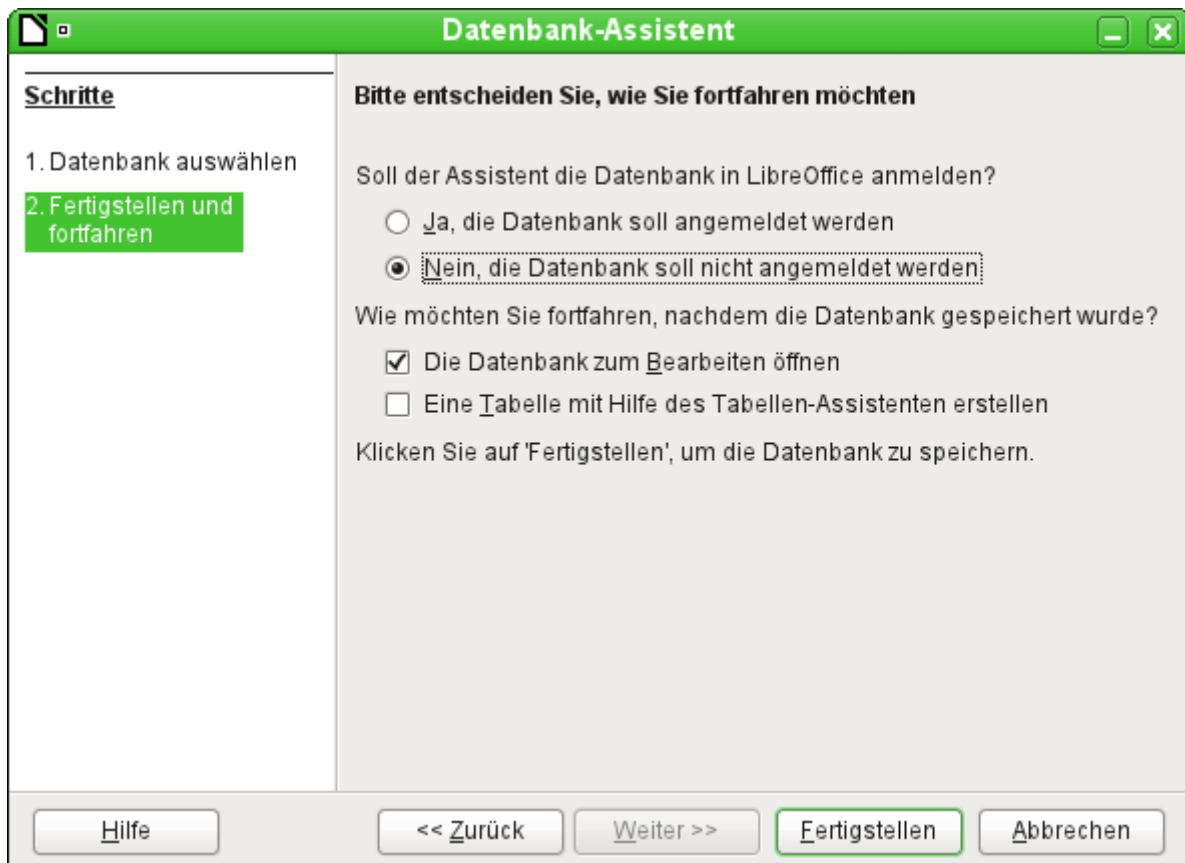 Datenbank-Assistent
Schritte
1. Datenbank auswählen
2. Fertigstellen und
fortfahren
Bitte entscheiden Sie, wie Sie fortfahren möchten
Soll der Assistent die Datenbank in LibreOffice anmelden?
Ja, die Datenbank soll angemeldet werden
Nein, die Datenbank soll nicht angemeldet werden
Wie möchten Sie fortfahren, nachdem die Datenbank gespeichert wurde?
Die Datenbank zum Bearbeiten öffnen
Eine Tabelle mit Hilfe des Tabellen-Assistenten erstellen
Klicken Sie auf 'Fertigstellen', um die Datenbank zu speichern.
Hilfe
<< Zurück
Weiter >>
Fertigstellen
Abbrechen